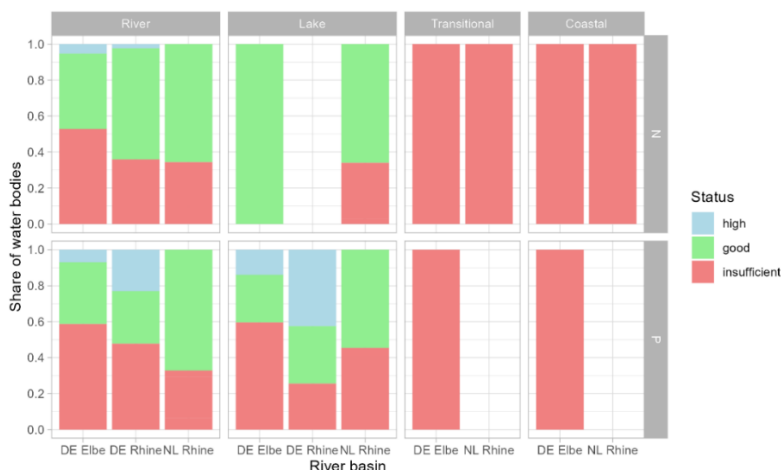 River Lake Transitional Coastal
1.0
0.8
0.6
0.4
0.2
0.0
N
1.0
0.8
0.6
0.4
0.2
0.0
P
Share of water bodies
DE Elbe DE Rhine NL Rhine DE Elbe DE Rhine NL Rhine DE Elbe NL Rhine DE Elbe NL Rhine
River basin
Status
high
good
insufficient